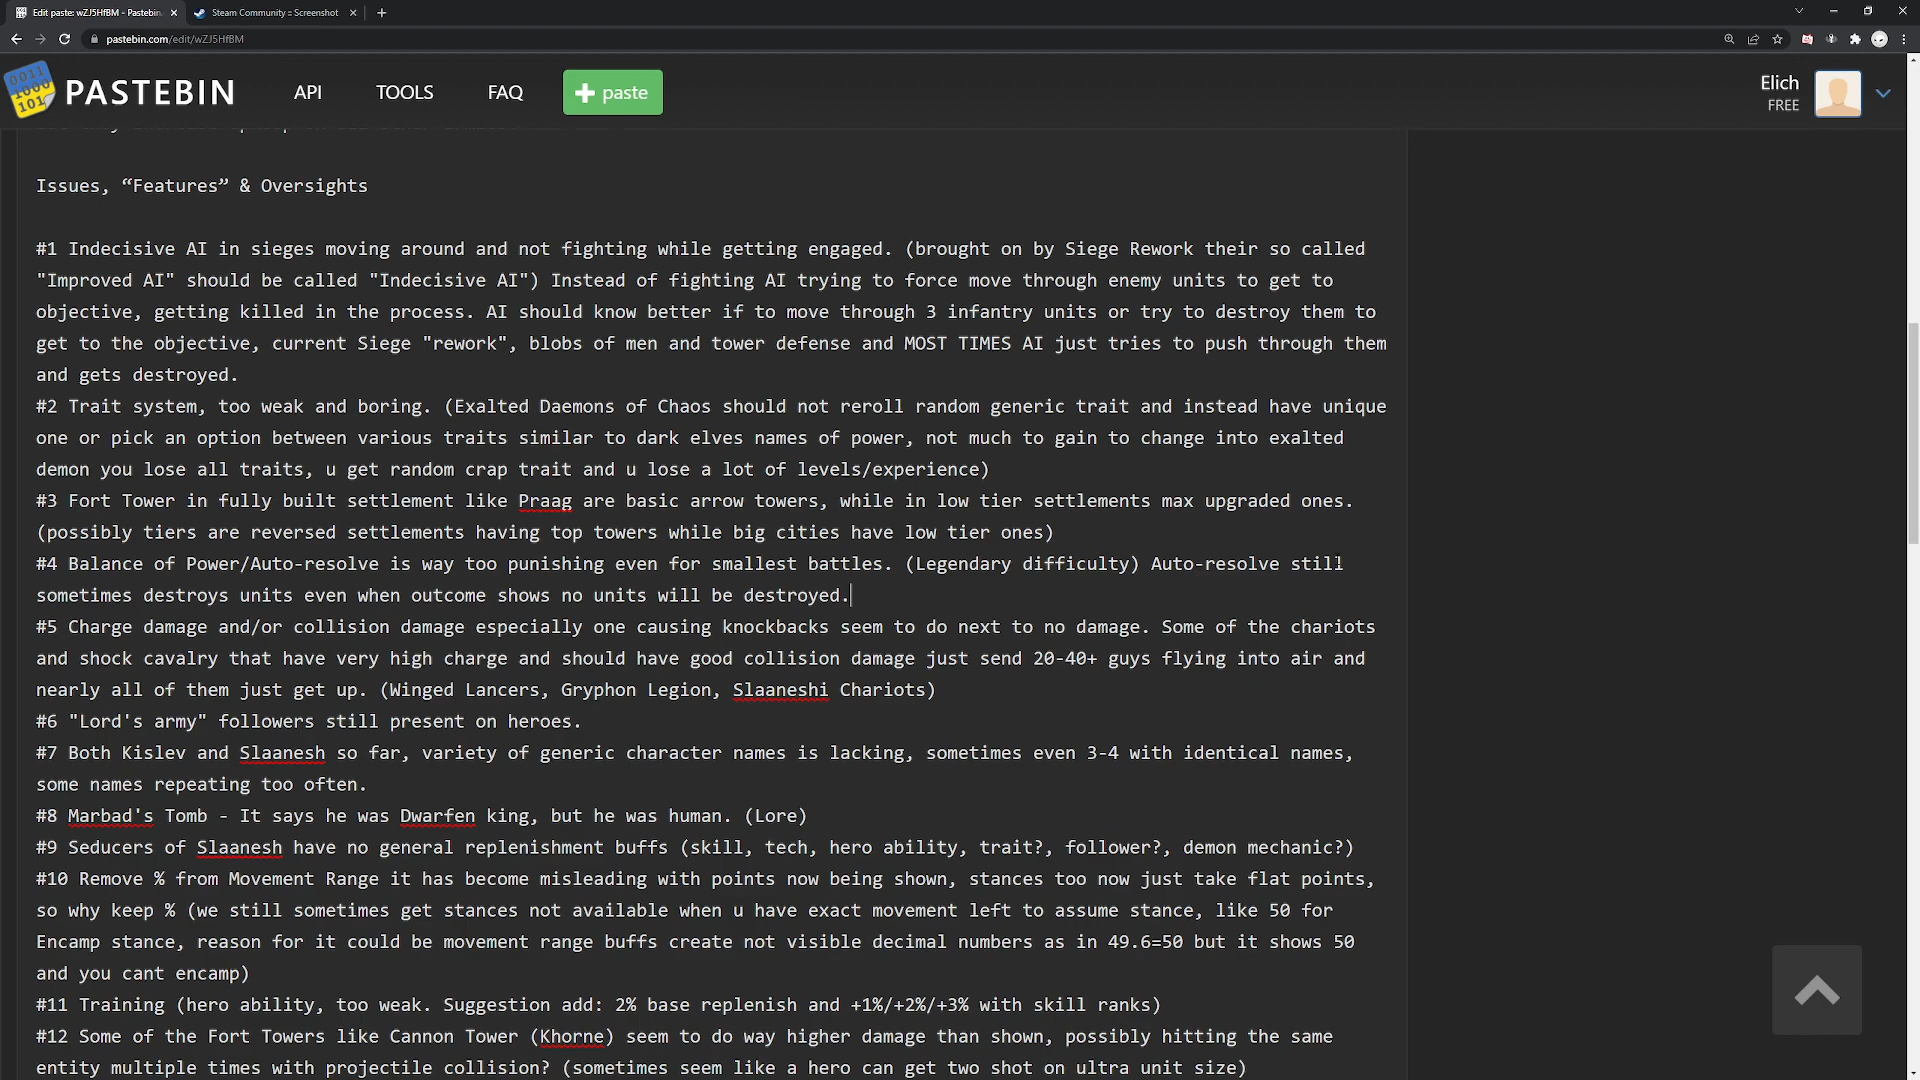 Edit paste: wZJ5HfBM - Pastebin.
Steam Community :: Screenshot
pastebin.com/edit/wZJ5HfBM
0011
1000
101
PASTEBIN
API
TOOLS
FAQ
paste
Elich
FREE
Issues, “Features” & Oversights
#1 Indecisive AI in sieges moving around and not fighting while getting engaged. (brought on by Siege Rework their so called
"Improved AI" should be called "Indecisive AI") Instead of fighting AI trying to force move through enemy units to get to
objective, getting killed in the process. AI should know better if to move through 3 infantry units or try to destroy them to
get to the objective, current Siege "rework", blobs of men and tower defense and MOST TIMES AI just tries to push through them
and gets destroyed.
#2 Trait system, too weak and boring. (Exalted Daemons of Chaos should not reroll random generic trait and instead have unique
one or pick an option between various traits similar to dark elves names of power, not much to gain to change into exalted
demon you lose all traits, u get random crap trait and u lose a lot of levels/experience)
#3 Fort Tower in fully built settlement like Praag are basic arrow towers, while in low tier settlements max upgraded ones.
(possibly tiers are reversed settlements having top towers while big cities have low tier ones)
#4 Balance of Power/Auto-resolve is way too punishing even for smallest battles. (Legendary difficulty) Auto-resolve still
sometimes destroys units even when outcome shows no units will be destroyed.
#5 Charge damage and/or collision damage especially one causing knockbacks seem to do next to no damage. Some of the chariots
and shock cavalry that have very high charge and should have good collision damage just send 20-40+ guys flying into air and
nearly all of them just get up. (Winged Lancers, Gryphon Legion, Slaaneshi Chariots)
#6 "Lord's army" followers still present on heroes.
#7 Both Kislev and Slaanesh so far, variety of generic character names is lacking, sometimes even 3-4 with identical names,
some names repeating too often.
#8 Marbad's Tomb - It says he was Dwarfen king, but he was human. (Lore)
#9 Seducers of Slaanesh have no general replenishment buffs (skill, tech, hero ability, trait?, follower?, demon mechanic?)
#10 Remove % from Movement Range it has become misleading with points now being shown, stances too now just take flat points,
so why keep % (we still sometimes get stances not available when u have exact movement left to assume stance, like 50 for
Encamp stance, reason for it could be movement range buffs create not visible decimal numbers as in 49.6=50 but it shows 50
and you cant encamp)
#11 Training (hero ability, too weak. Suggestion add: 2% base replenish and +1%/+2%/+3% with skill ranks)
#12 Some of the Fort Towers like Cannon Tower (Khorne) seem to do way higher damage than shown, possibly hitting the same
entity multiple times with projectile collision? (sometimes seem like a hero can get two shot on ultra unit size)